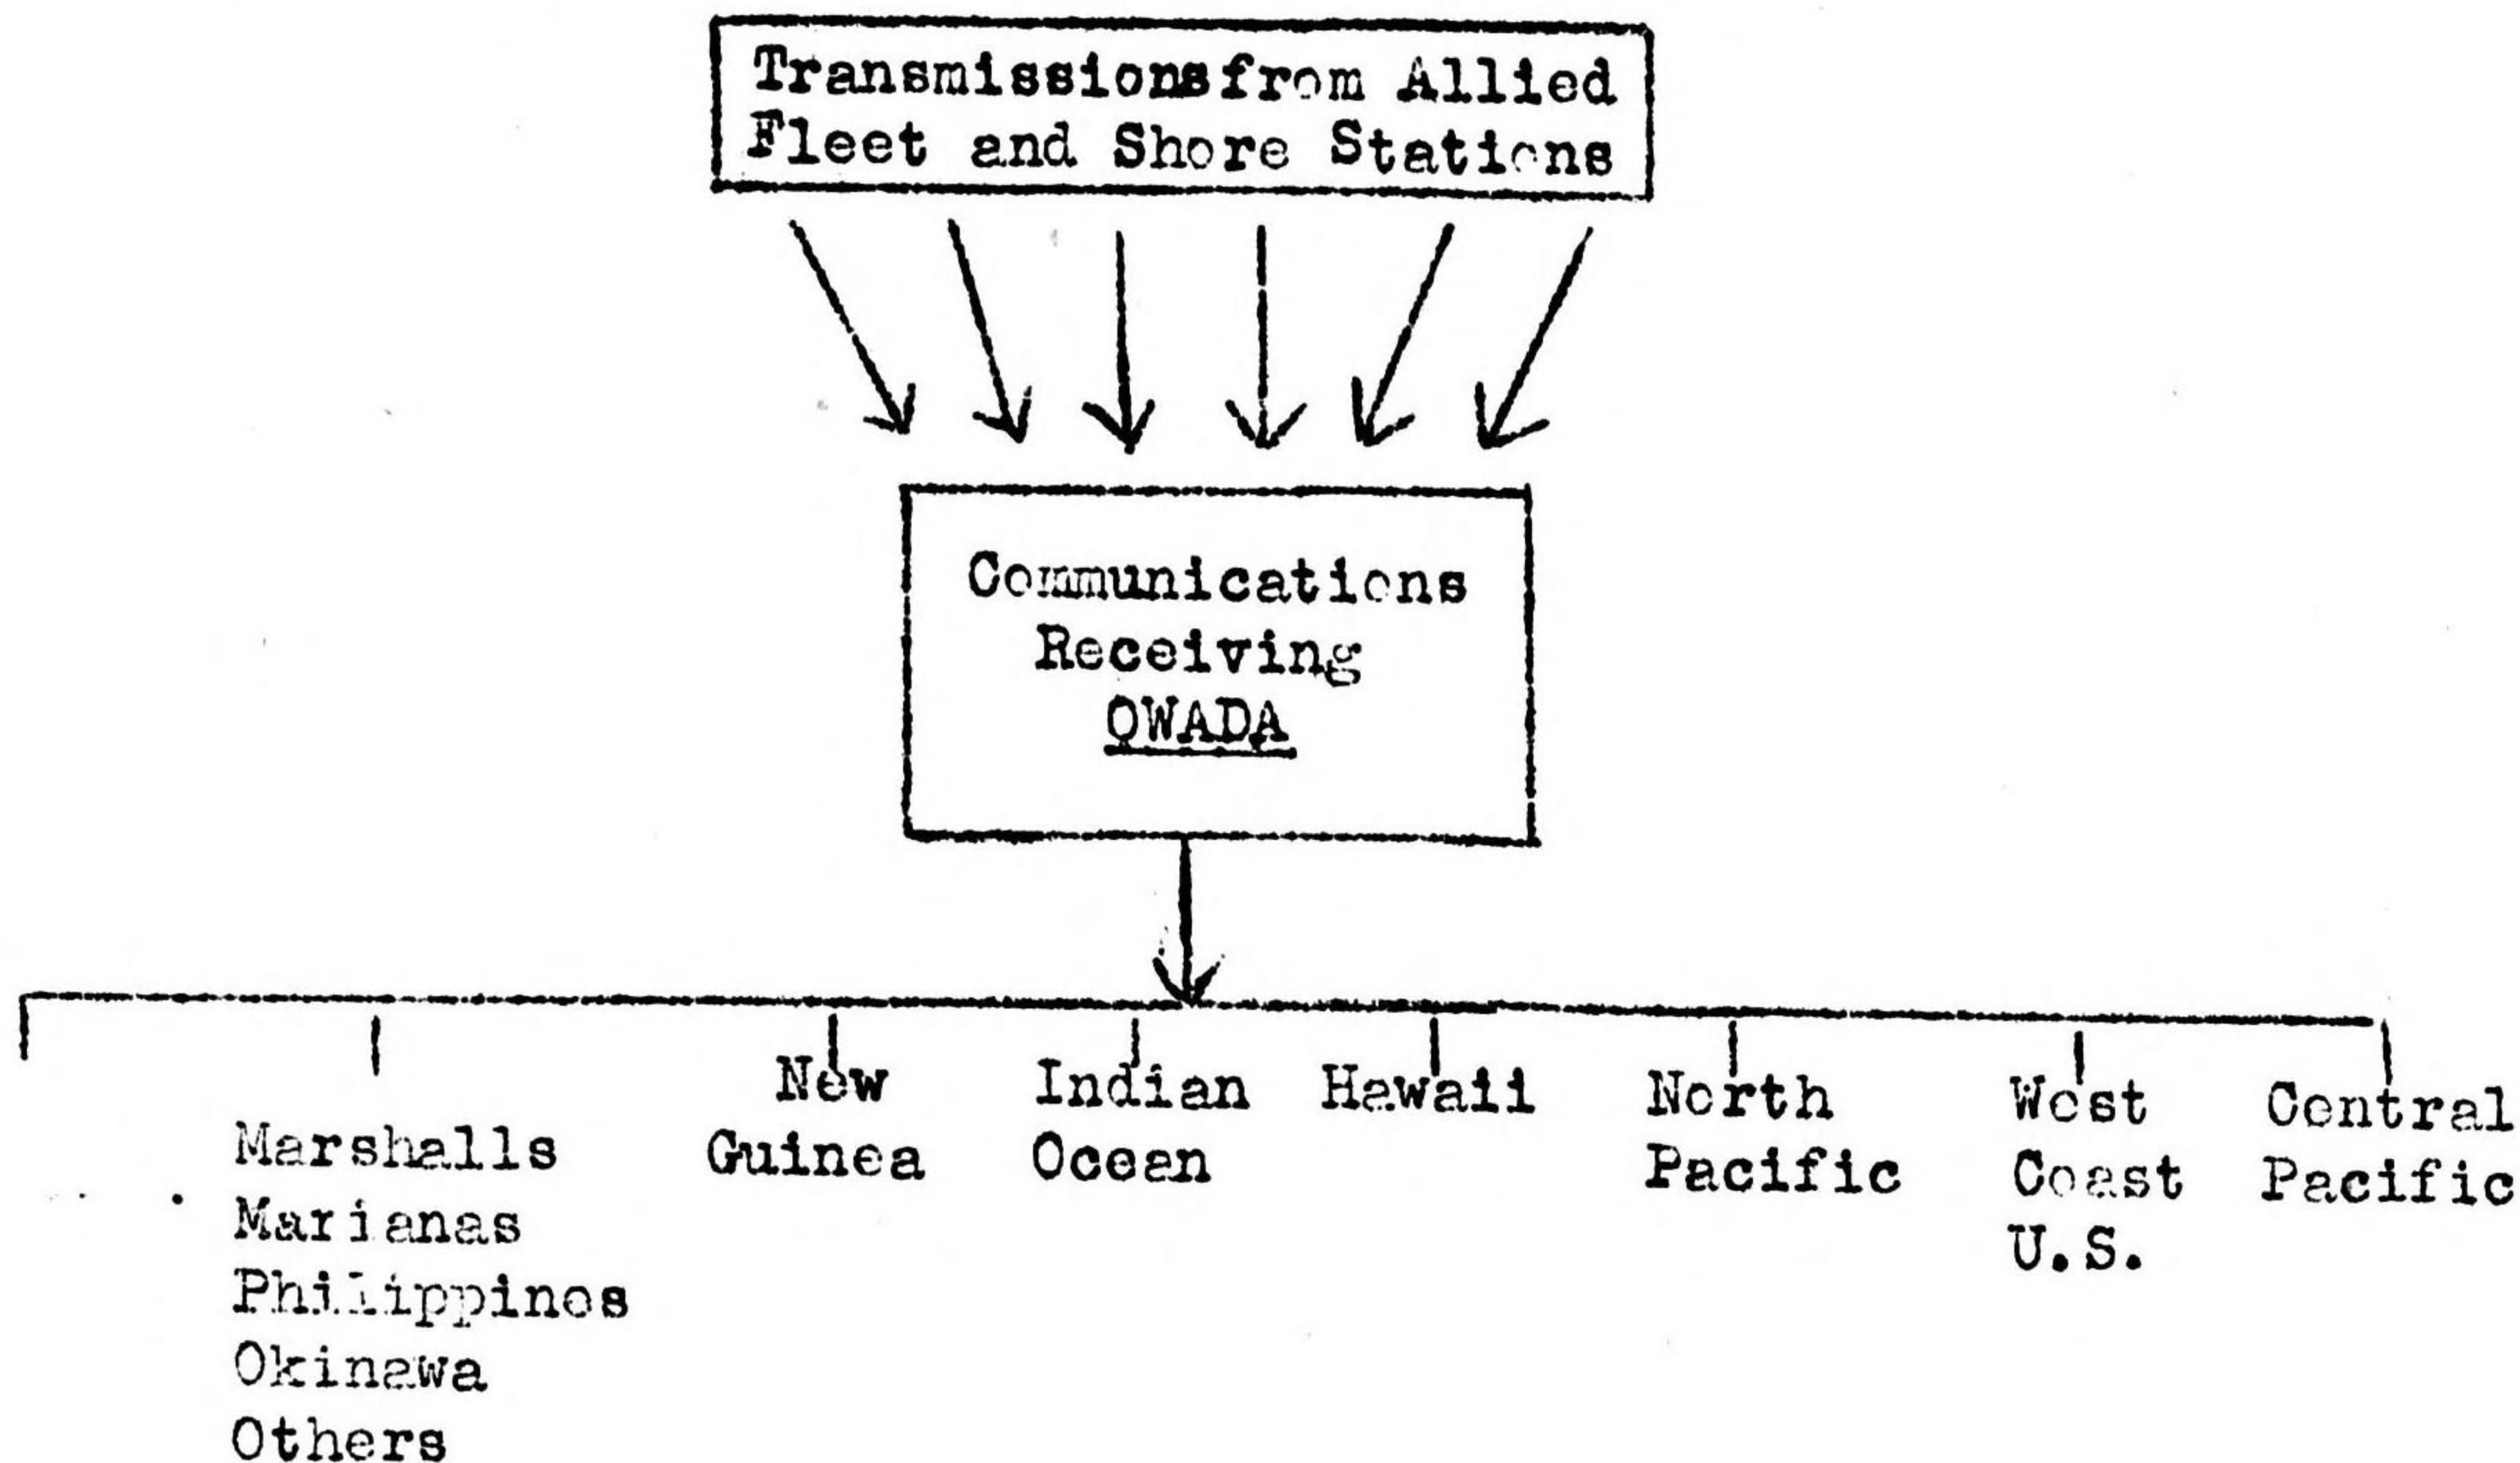 Transmissions from Allied
Fleet and Shore Stations
Communications
Receiving
OWADA
New
Guinea
Indian
Ocean
Hawaii
North
Pacific
West
Coast
U.S.
Central
Pacific
Marshalls
Marianas
Philippines
Okinawa
Others